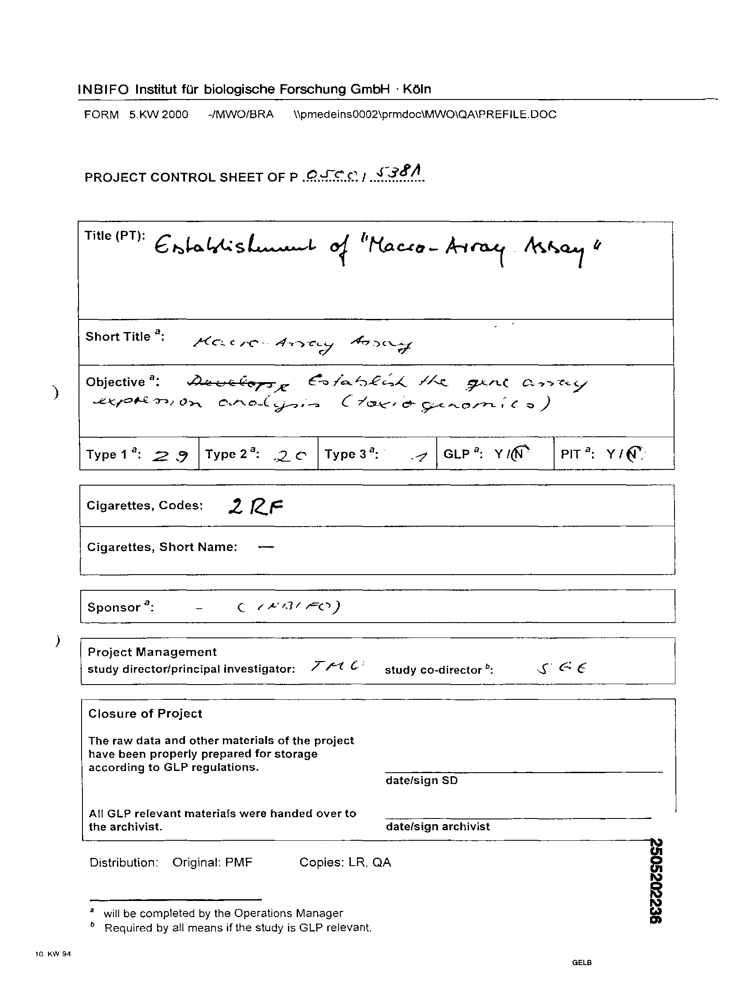 INBIFO Institut für biologische Forschung GmbH · Köln
FORM 5.KW 2000 -/MWO/BRA \\pmedeins0002\prmdoc\MWO\QA\PREFILE.DOC
PROJECT CONTROL SHEET OF P 0500 / 5381
Title (PT): Establishment of "Macro-Array Assay"
Short Title a: Macro-Array Assay
Objective a: Develope Establish the gene array
expression analysis (toxicogenomics)
Type 1 a: 29 Type 2 a: 20 Type 3 a: 1 GLP a: Y / N PIT a: Y / N
Cigarettes, Codes: 2RF
Cigarettes, Short Name: —
Sponsor a: - (INBIFO)
Project Management
study director/principal investigator: TMC study co-director b: SGE
Closure of Project
The raw data and other materials of the project
have been properly prepared for storage
according to GLP regulations.
date/sign SD
All GLP relevant materials were handed over to
the archivist.
date/sign archivist
Distribution: Original: PMF Copies: LR, QA
a will be completed by the Operations Manager
b Required by all means if the study is GLP relevant.
10. KW 94
GELB
2505202236